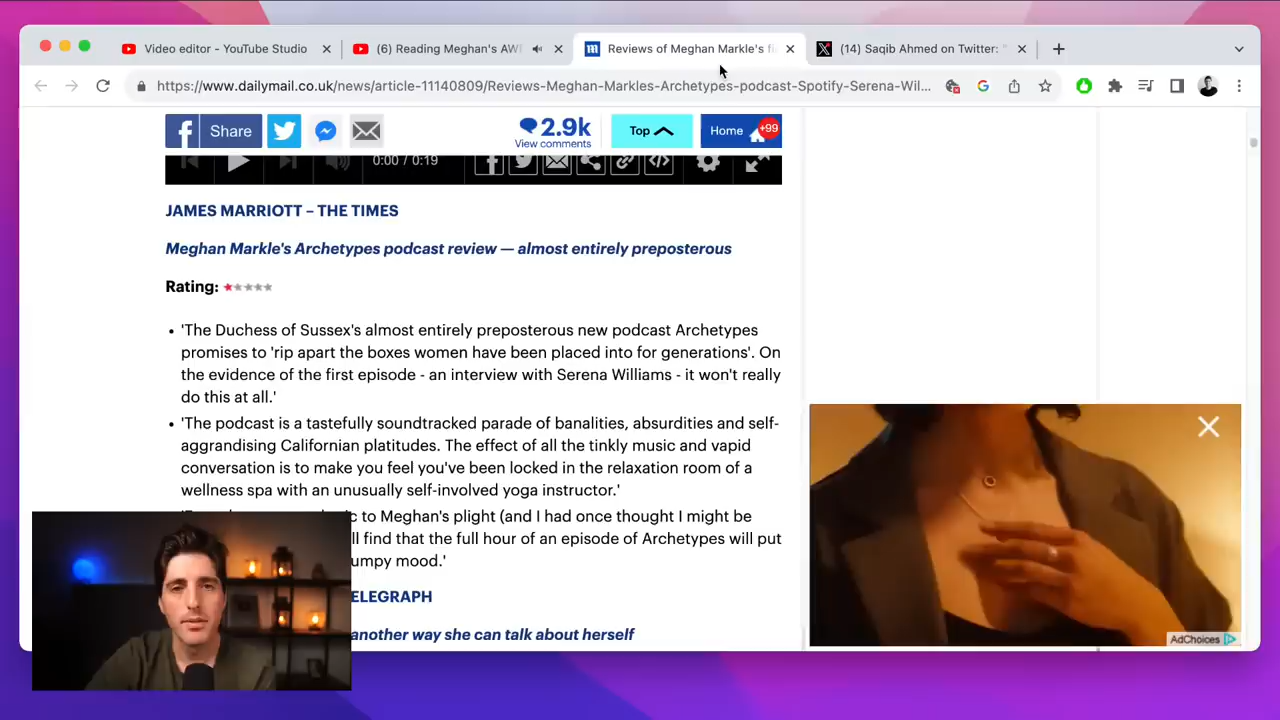 Video editor - YouTube Studio
(6) Reading Meghan's AW
Reviews of Meghan Markle's fi
(14) Saqib Ahmed on Twitter: "
https://www.dailymail.co.uk/news/article-11140809/Reviews-Meghan-Markles-Archetypes-podcast-Spotify-Serena-Wil...
Share
2.9k
View comments
Top
Home
+99
0:00 / 0:19
JAMES MARRIOTT – THE TIMES
Meghan Markle's Archetypes podcast review — almost entirely preposterous
Rating:
• 'The Duchess of Sussex's almost entirely preposterous new podcast Archetypes
promises to 'rip apart the boxes women have been placed into for generations'. On
the evidence of the first episode - an interview with Serena Williams - it won't really
do this at all.'
• 'The podcast is a tastefully soundtracked parade of banalities, absurdities and self-
aggrandising Californian platitudes. The effect of all the tinkly music and vapid
conversation is to make you feel you've been locked in the relaxation room of a
wellness spa with an unusually self-involved yoga instructor.'
to Meghan's plight (and I had once thought I might be
find that the full hour of an episode of Archetypes will put
umpy mood.'
ELEGRAPH
another way she can talk about herself
AdChoices